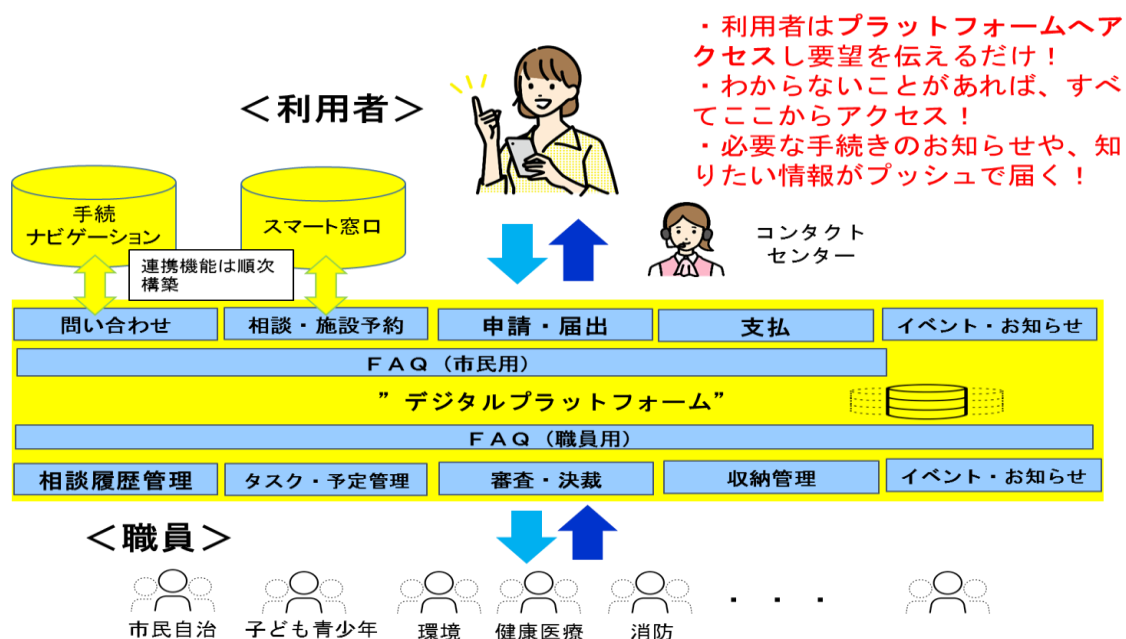 ・利用者はプラットフォームへア
クセスし要望を伝えるだけ！
・わからないことがあれば、すべ
てここからアクセス！
・必要な手続きのお知らせや、知
りたい情報がプッシュで届く！
＜利用者＞
手続
ナビゲーション
スマート窓口
連携機能は順次
構築
コンタクト
センター
問い合わせ
相談・施設予約
申請・届出
支払
イベント・お知らせ
ＦＡＱ（市民用）
”デジタルプラットフォーム”
ＦＡＱ（職員用）
相談履歴管理
タスク・予定管理
審査・決裁
収納管理
イベント・お知らせ
＜職員＞
市民自治
子ども青少年
環境
健康医療
消防
・・・